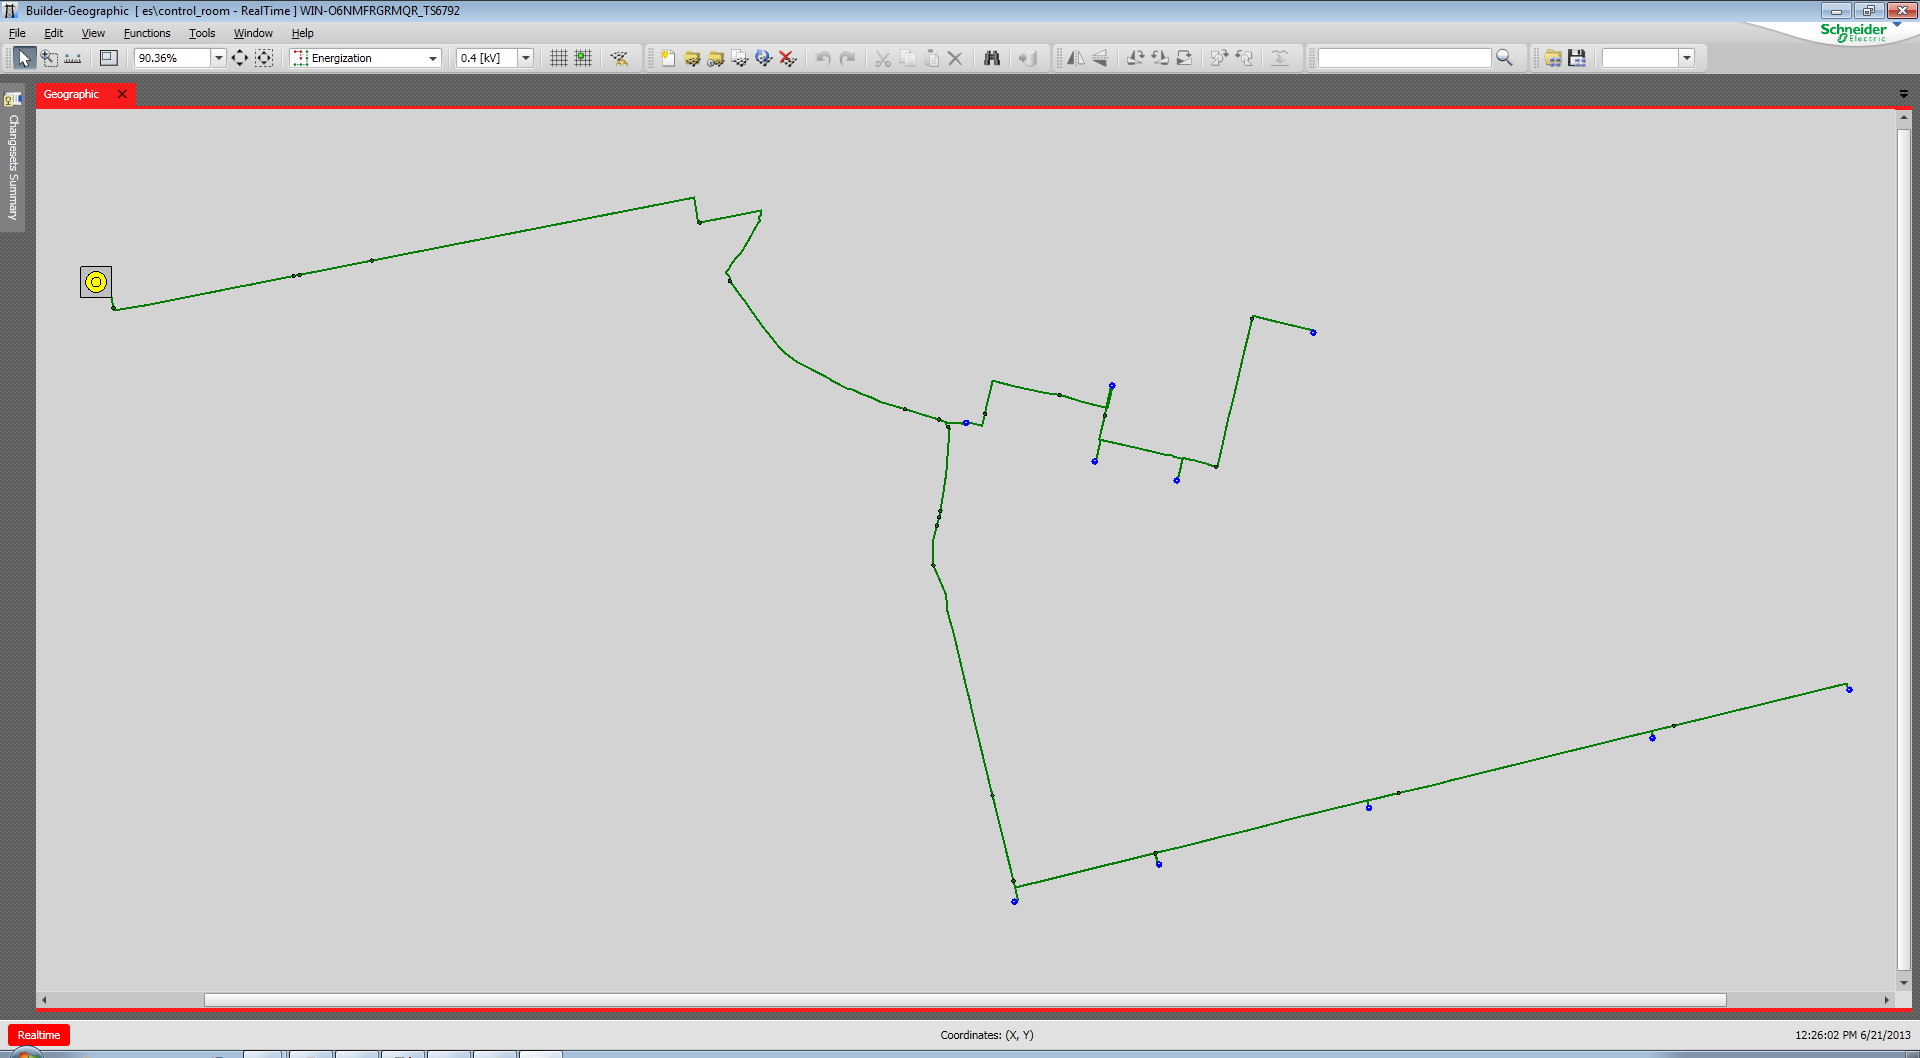 Builder-Geographic [ es\control_room - RealTime ] WIN-O6NMFRGRMQR_TS6792
File Edit View Functions Tools Window Help
Schneider
Electric
90.36% Energization 0.4 [kV]
Geographic
Changesets Summary
Realtime Coordinates: (X, Y) 12:26:02 PM 6/21/2013